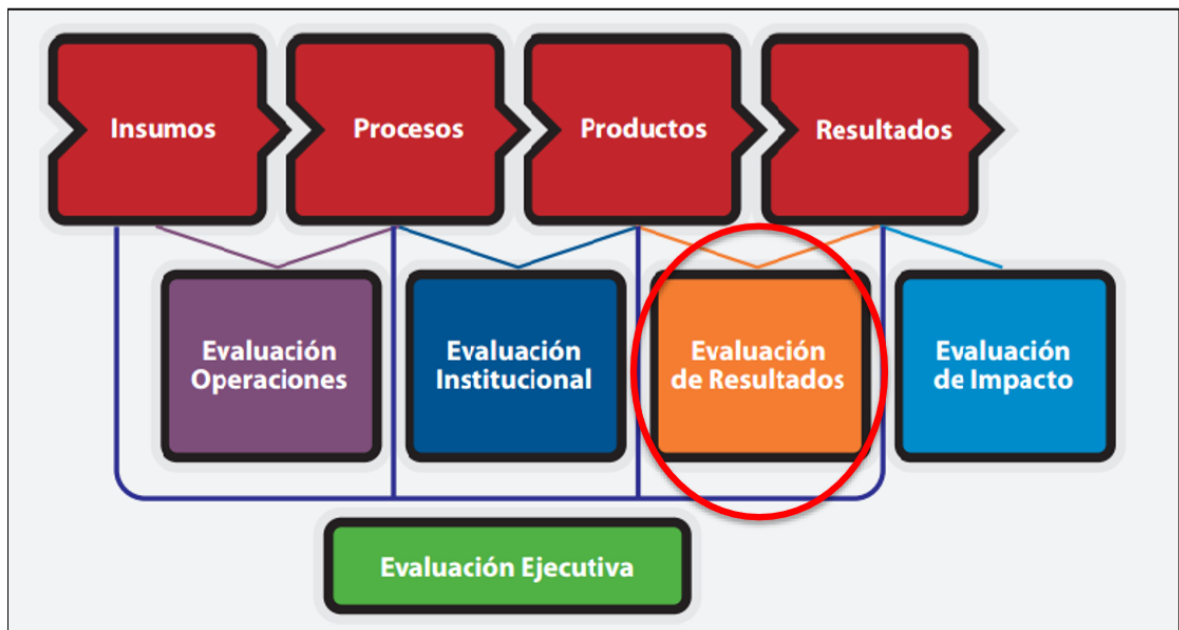 Insumos
Procesos
Productos
Resultados
Evaluación
Operaciones
Evaluación
Institucional
Evaluación
de Resultados
Evaluación
de Impacto
Evaluación Ejecutiva